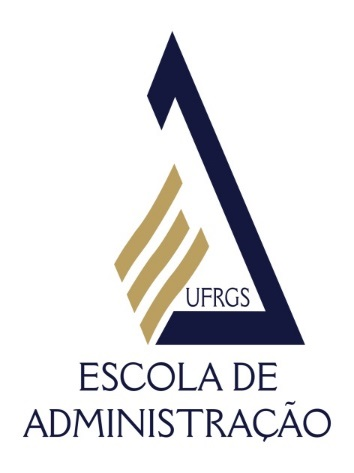 UFRGS
ESCOLA DE
ADMINISTRAÇÃO